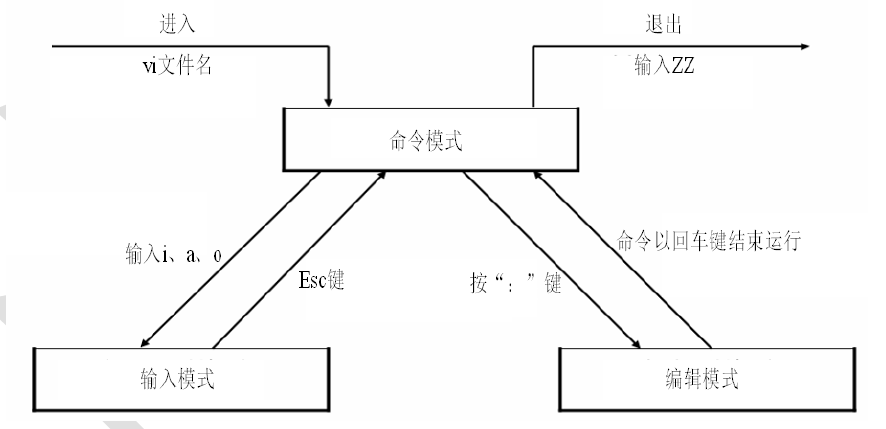 进入
退出
vi文件名
输入ZZ
命令模式
输入i、a、o
Esc键
按“：”键
命令以回车键结束运行
输入模式
编辑模式